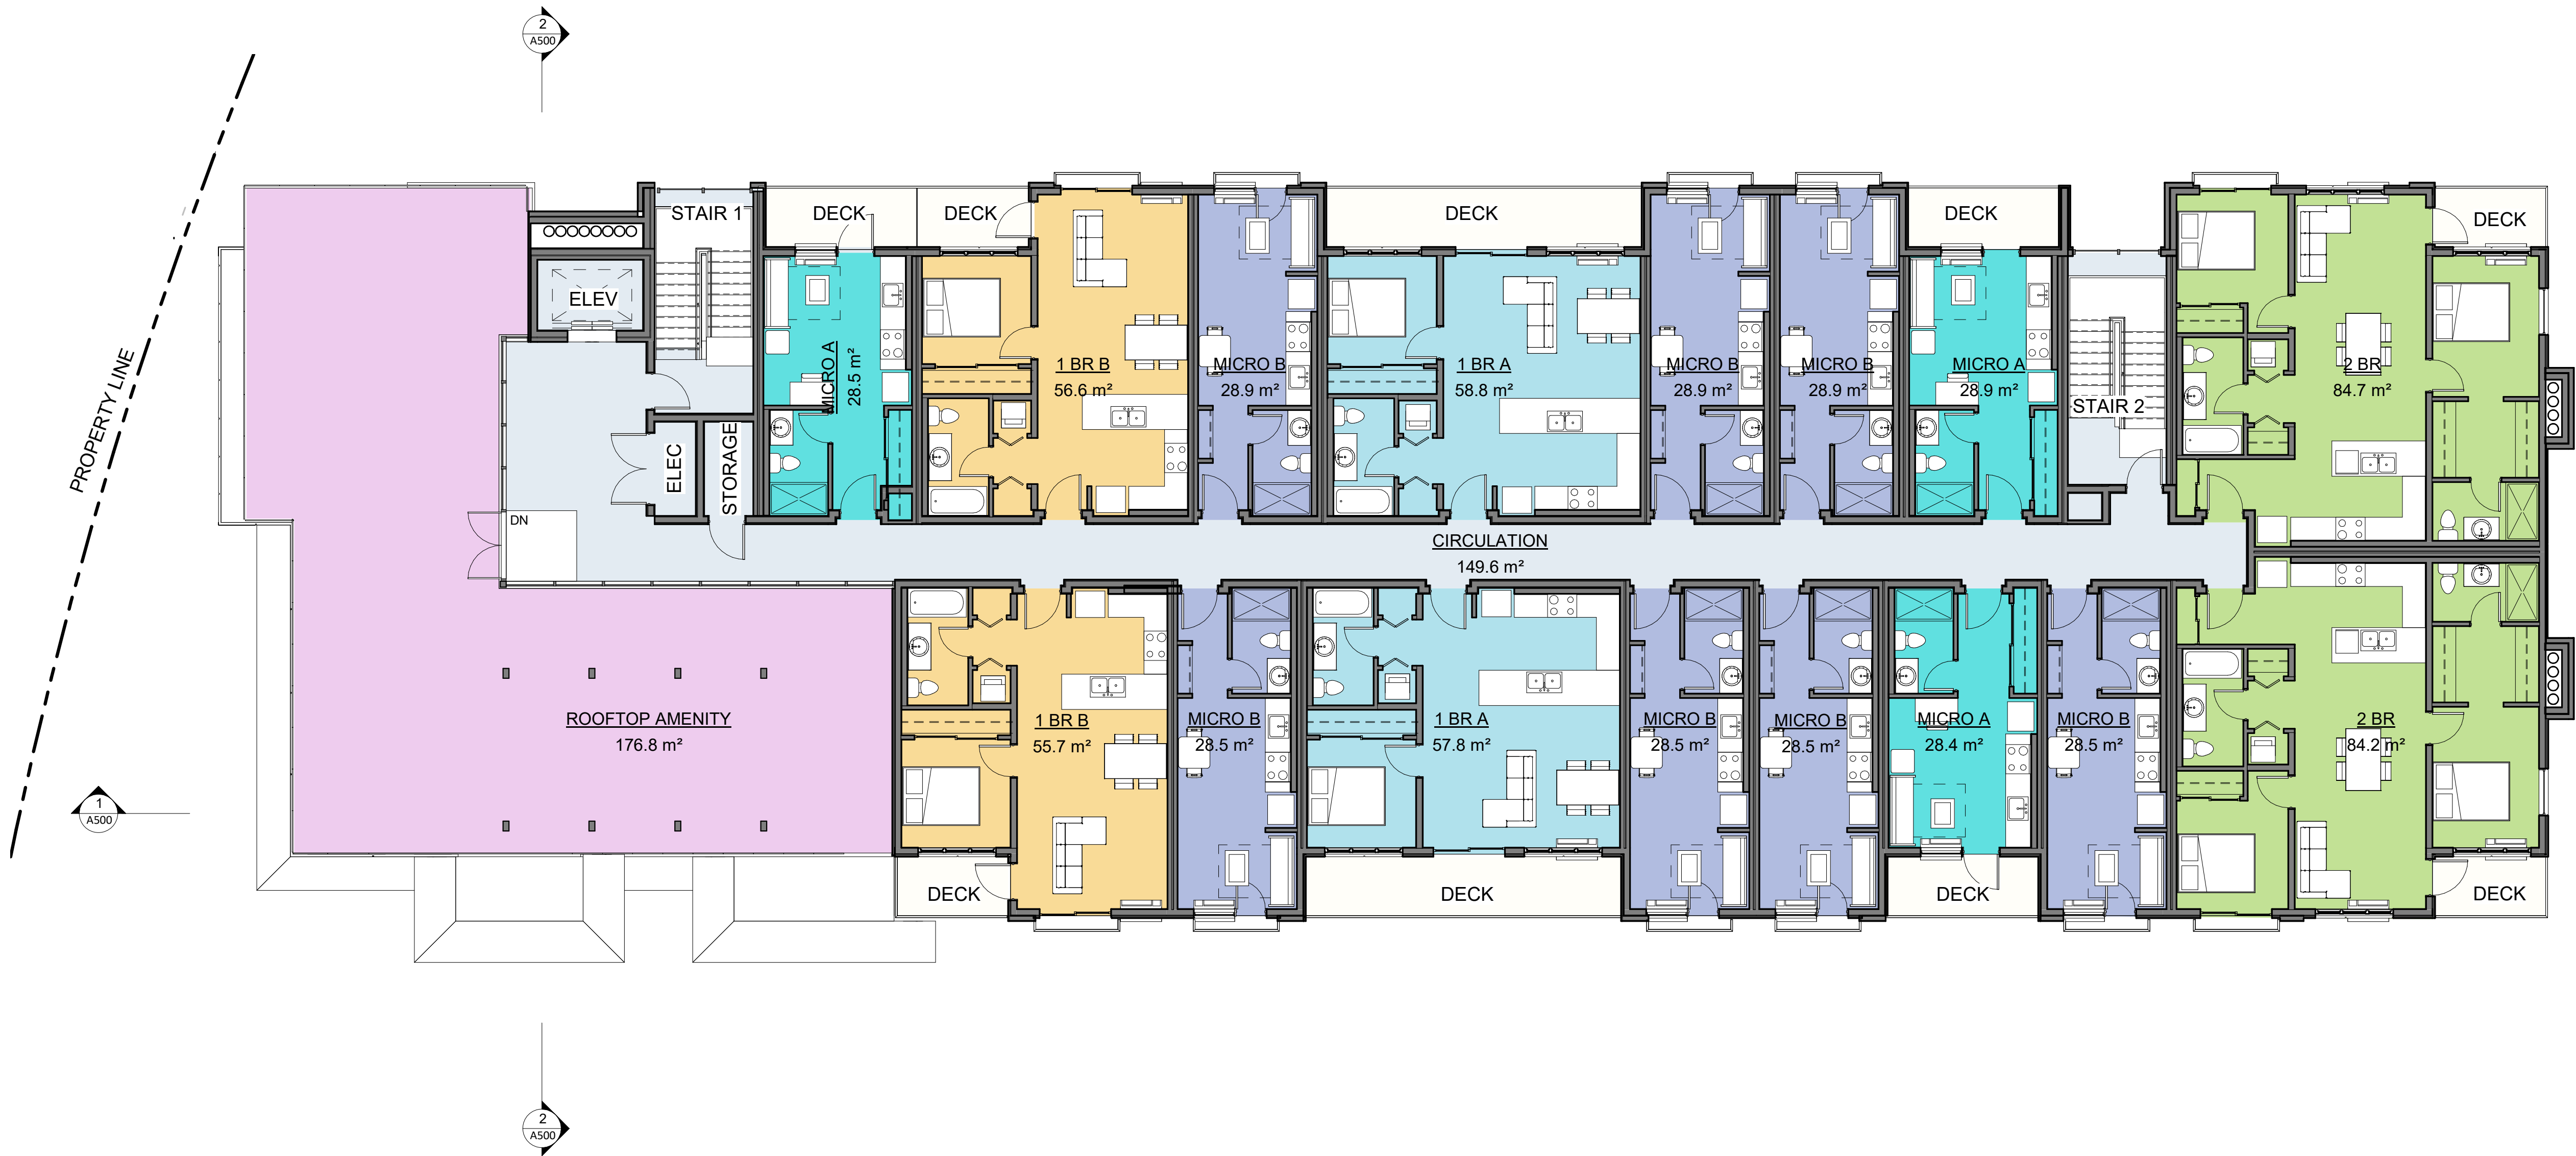 2
A500
STAIR 1
DECK
DECK
DECK
DECK
DECK
ELEV
PROPERTY LINE
MICRO A
28.5 m²
1 BR B
56.6 m²
MICRO B
28.9 m²
1 BR A
58.8 m²
MICRO B
28.9 m²
MICRO B
28.9 m²
MICRO A
28.9 m²
STAIR 2
2 BR
84.7 m²
ELEC
STORAGE
DN
CIRCULATION
149.6 m²
ROOFTOP AMENITY
176.8 m²
1 BR B
55.7 m²
MICRO B
28.5 m²
1 BR A
57.8 m²
MICRO B
28.5 m²
MICRO B
28.5 m²
MICRO A
28.4 m²
MICRO B
28.5 m²
2 BR
84.2 m²
1
A500
DECK
DECK
DECK
DECK
2
A500